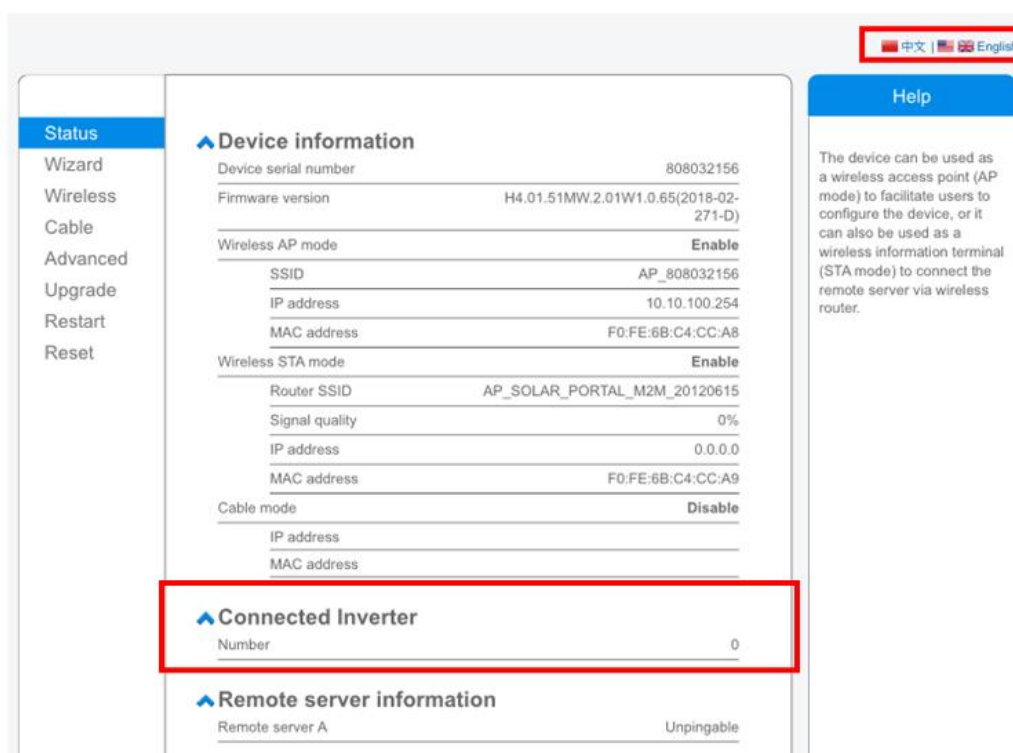 中文 | English
Help
Status
Wizard
Wireless
Cable
Advanced
Upgrade
Restart
Reset
Device information
Device serial number 808032156
Firmware version H4.01.51MW.2.01W1.0.65(2018-02-
271-D)
Wireless AP mode Enable
SSID AP_808032156
IP address 10.10.100.254
MAC address F0:FE:6B:C4:CC:A8
Wireless STA mode Enable
Router SSID AP_SOLAR_PORTAL_M2M_20120615
Signal quality 0%
IP address 0.0.0.0
MAC address F0:FE:6B:C4:CC:A9
Cable mode Disable
IP address
MAC address
Connected Inverter
Number 0
Remote server information
Remote server A Unpingable
The device can be used as
a wireless access point (AP
mode) to facilitate users to
configure the device, or it
can also be used as a
wireless information terminal
(STA mode) to connect the
remote server via wireless
router.